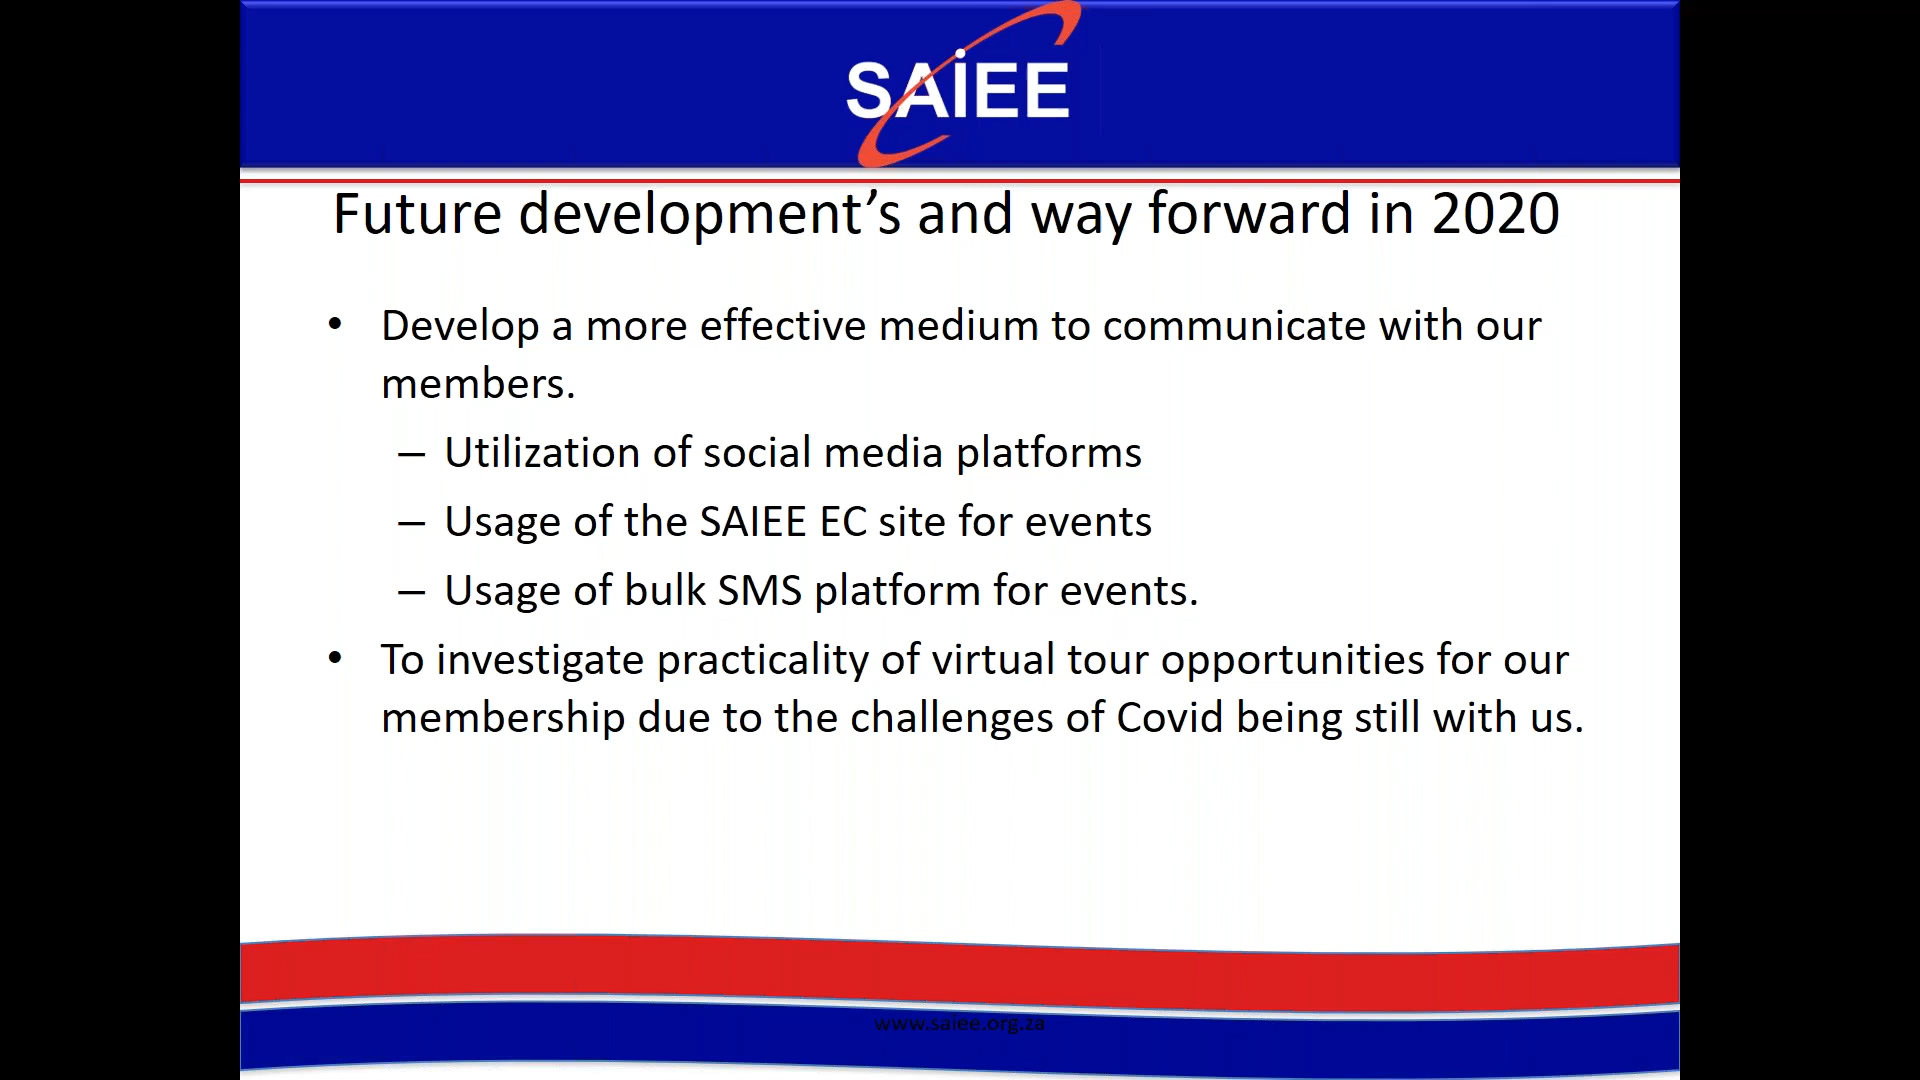 SAIEE
Future development’s and way forward in 2020
• Develop a more effective medium to communicate with our
members.
– Utilization of social media platforms
– Usage of the SAIEE EC site for events
– Usage of bulk SMS platform for events.
• To investigate practicality of virtual tour opportunities for our
membership due to the challenges of Covid being still with us.
www.saiee.org.za